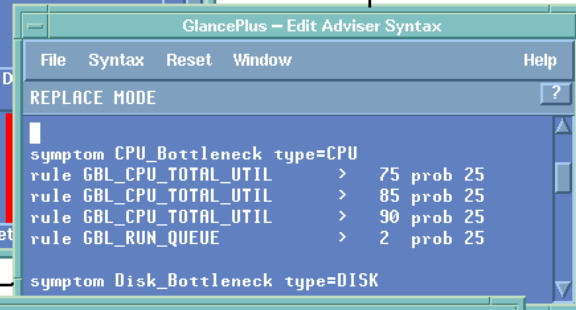 GlancePlus – Edit Adviser Syntax
File Syntax Reset Window Help
REPLACE MODE ?
symptom CPU_Bottleneck type=CPU
rule GBL_CPU_TOTAL_UTIL > 75 prob 25
rule GBL_CPU_TOTAL_UTIL > 85 prob 25
rule GBL_CPU_TOTAL_UTIL > 90 prob 25
rule GBL_RUN_QUEUE > 2 prob 25
symptom Disk_Bottleneck type=DISK